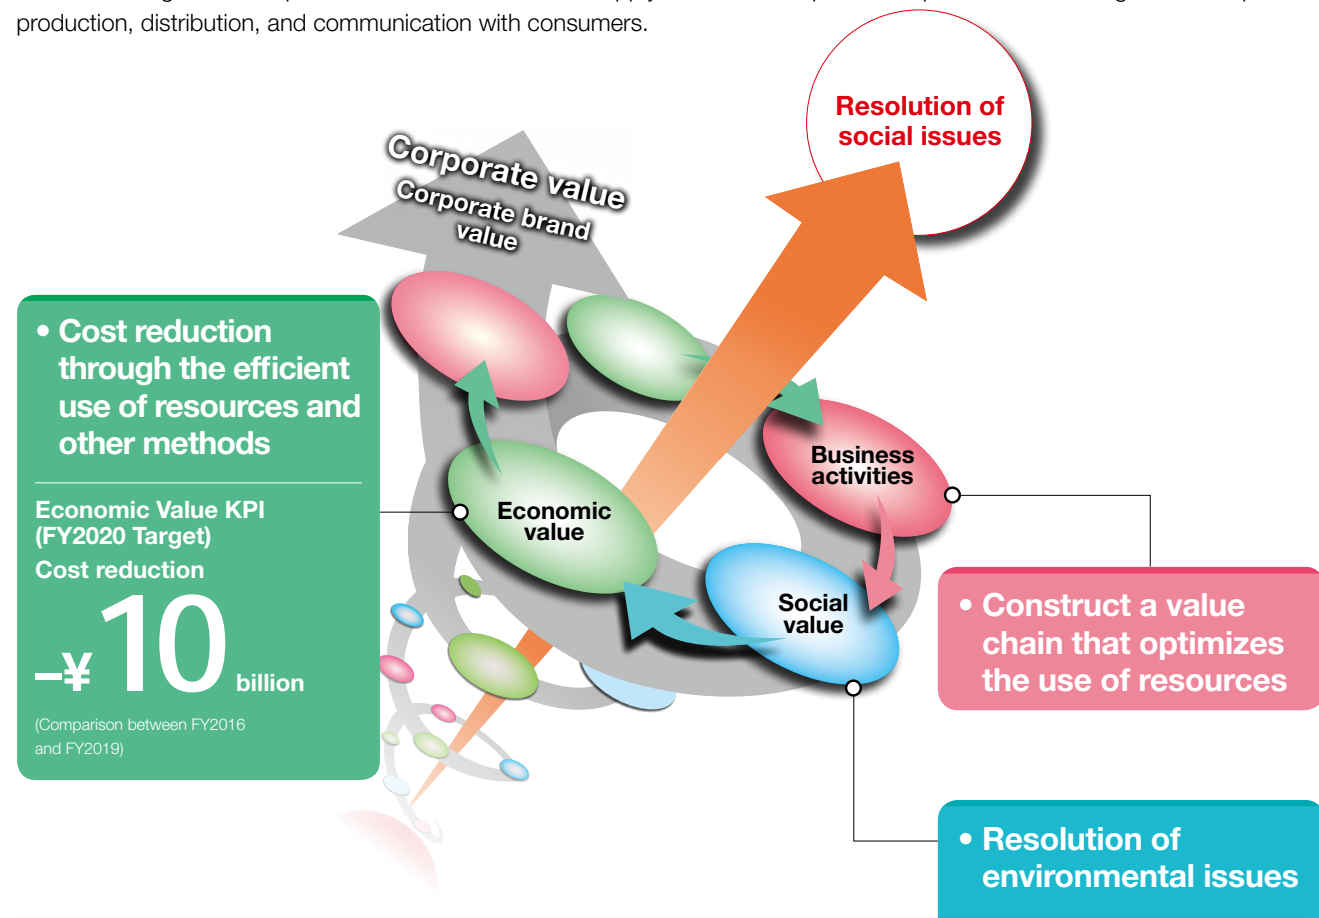 production, distribution, and communication with consumers.
Resolution of
social issues
Corporate value
Corporate brand
value
• Cost reduction
through the efficient
use of resources and
other methods
Economic Value KPI
(FY2020 Target)
Cost reduction
–¥10 billion
(Comparison between FY2016
and FY2019)
Business
activities
Economic
value
Social
value
• Construct a value
chain that optimizes
the use of resources
• Resolution of
environmental issues